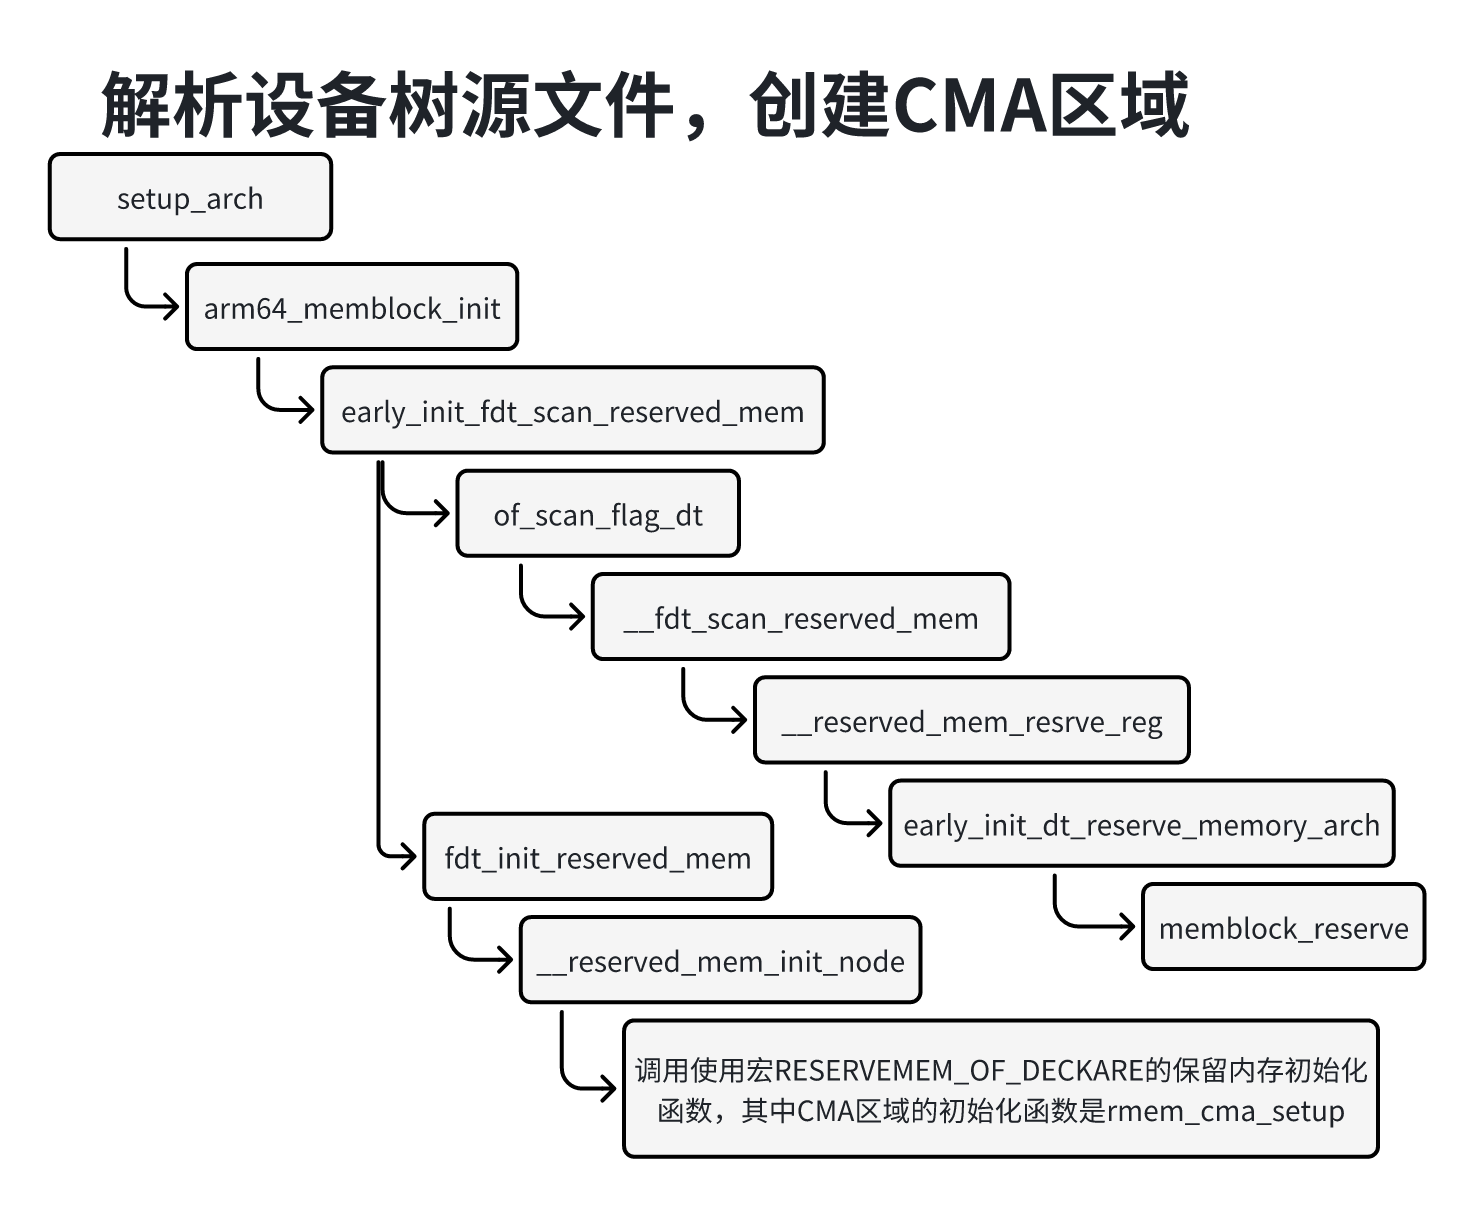 解析设备树源文件，创建CMA区域
setup_arch
arm64_memblock_init
early_init_fdt_scan_reserved_mem
of_scan_flag_dt
__fdt_scan_reserved_mem
__reserved_mem_resrve_reg
early_init_dt_reserve_memory_arch
memblock_reserve
fdt_init_reserved_mem
__reserved_mem_init_node
调用使用宏RESERVEMEM_OF_DECKARE的保留内存初始化
函数，其中CMA区域的初始化函数是rmem_cma_setup